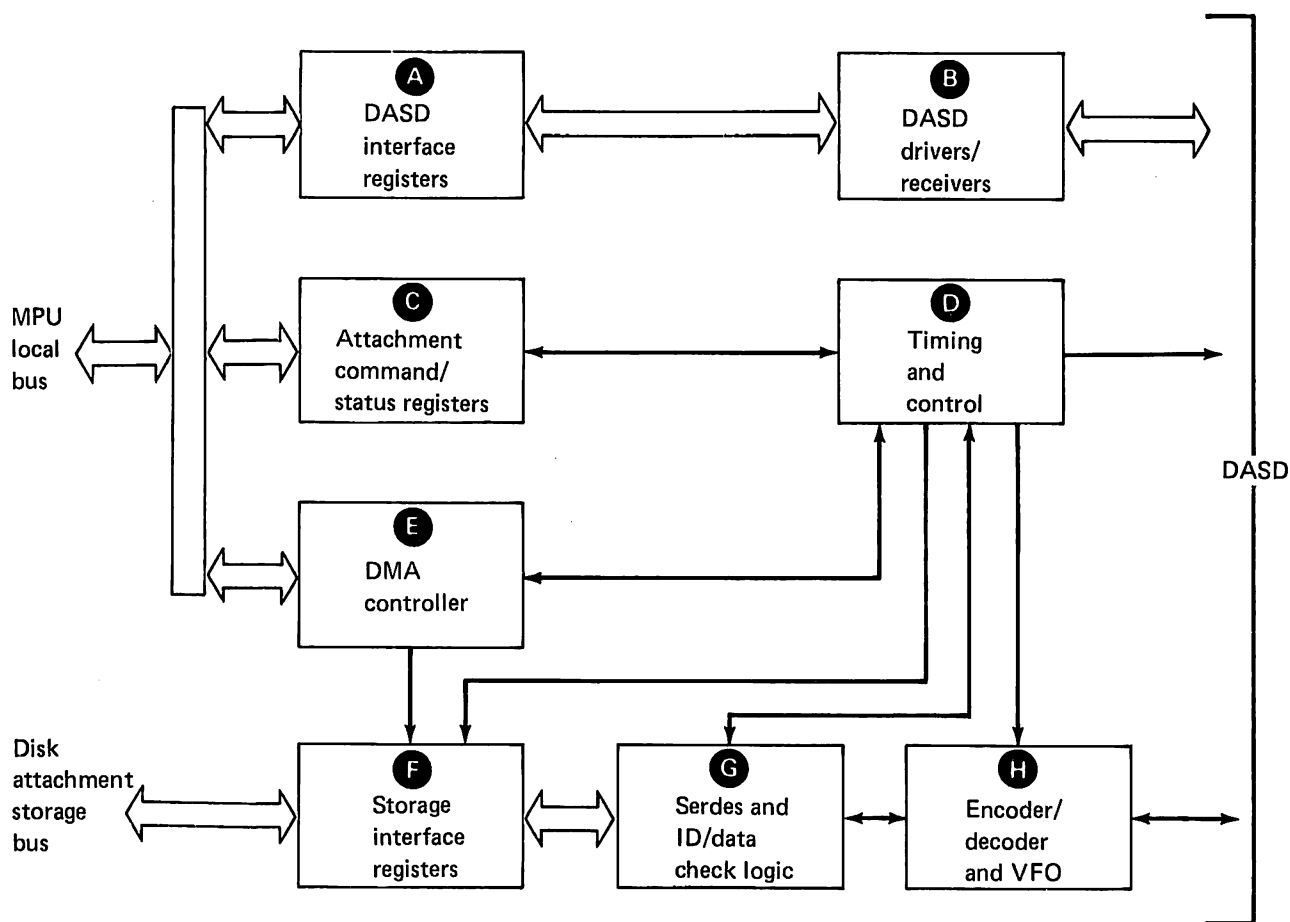 A
DASD
interface
registers
B
DASD
drivers/
receivers
MPU
local
bus
C
Attachment
command/
status registers
D
Timing
and
control
DASD
E
DMA
controller
Disk
attachment
storage
bus
F
Storage
interface
registers
G
Serdes and
ID/data
check logic
H
Encoder/
decoder
and VFO